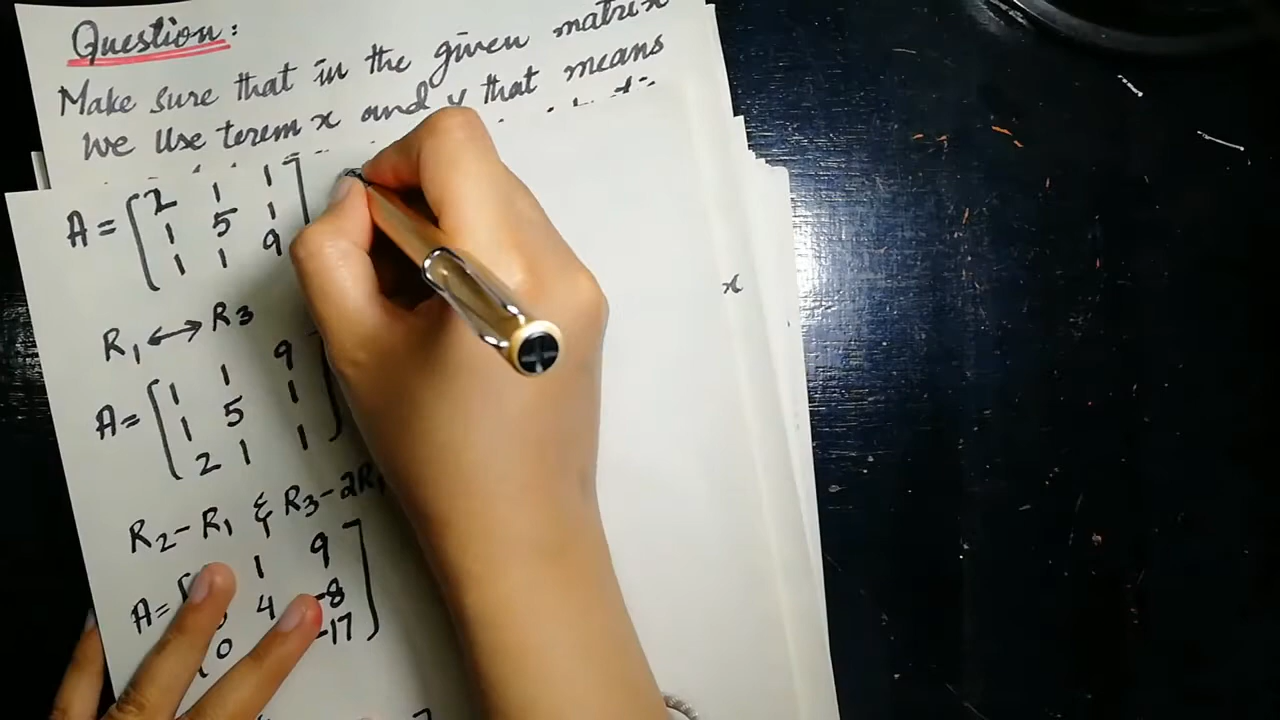 Question:
Make sure that in the given matrix
we use terem x and y that means
A = [2 1 1]
1 5 1
1 1 9
x
R1 ↔ R3
A = [1 1 9]
1 5 1
2 1 1
R2 - R1 & R3 - 2R1
A = [ 1 9]
4 -8
0 -17